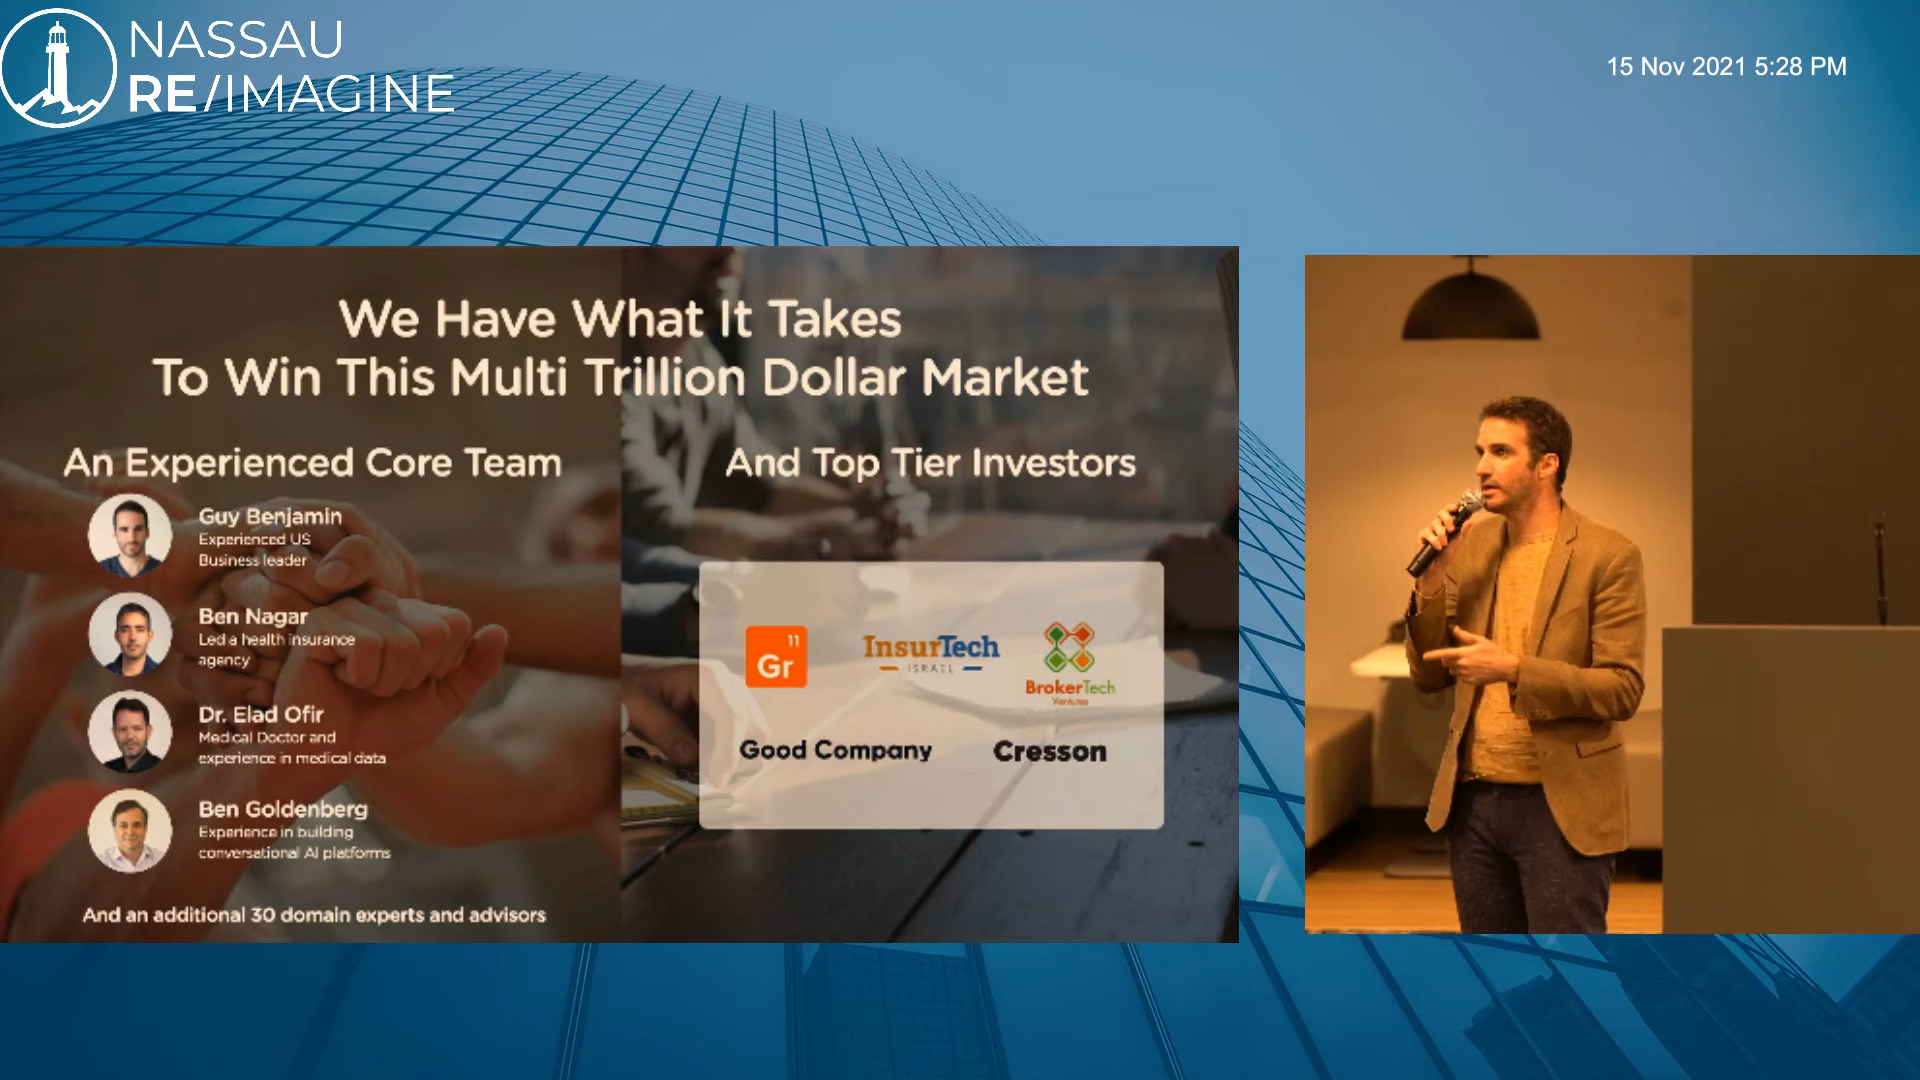 NASSAU
RE/IMAGINE
15 Nov 2021 5:28 PM
We Have What It Takes
To Win This Multi Trillion Dollar Market
An Experienced Core Team
Guy Benjamin
Experienced US
Business leader
Ben Nagar
Led a health insurance
agency
Dr. Elad Ofir
Medical Doctor and
experience in medical data
Ben Goldenberg
Experience in building
conversational AI platforms
And an additional 30 domain experts and advisors
And Top Tier Investors
11
Gr
InsurTech
ISRAEL
BrokerTech
Ventures
Good Company
Cresson